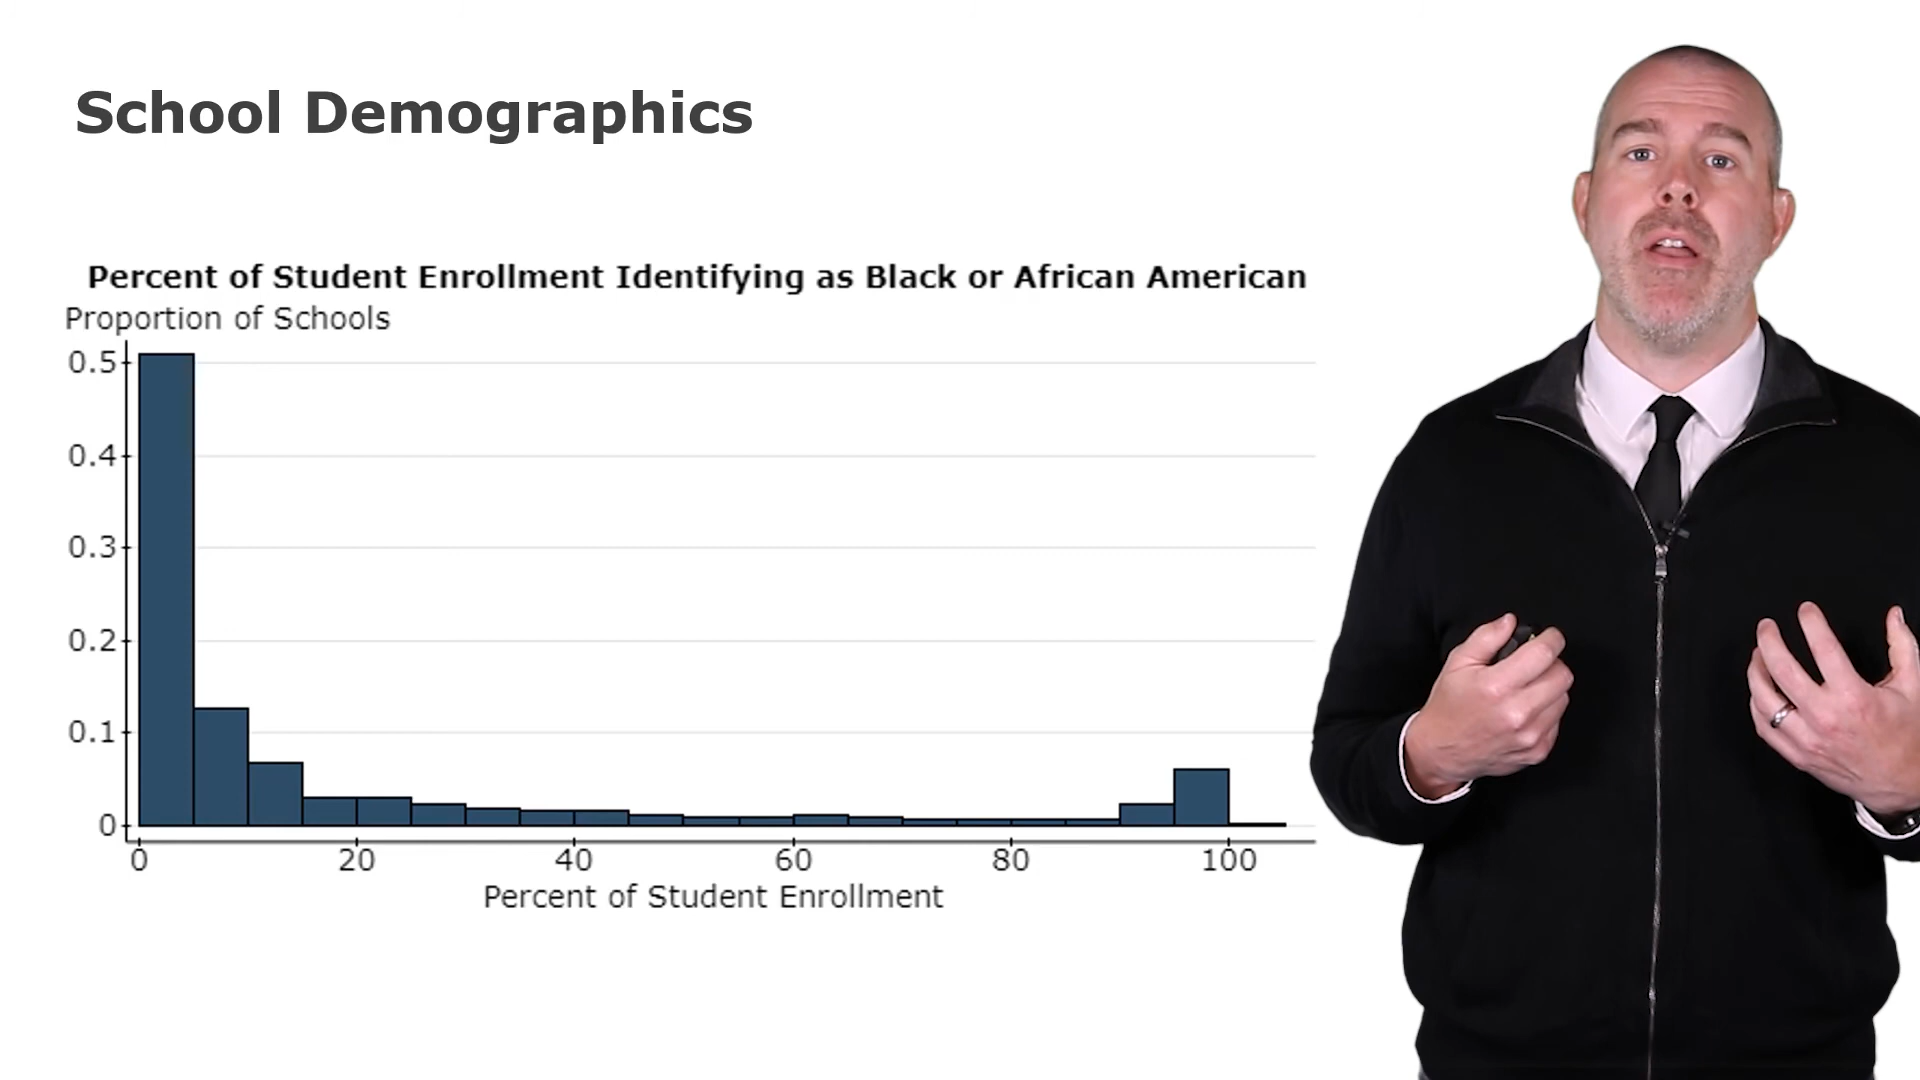 School Demographics
Percent of Student Enrollment Identifying as Black or African American
Proportion of Schools
0.5
0.4
0.3
0.2
0.1
0
0 20 40 60 80 100
Percent of Student Enrollment